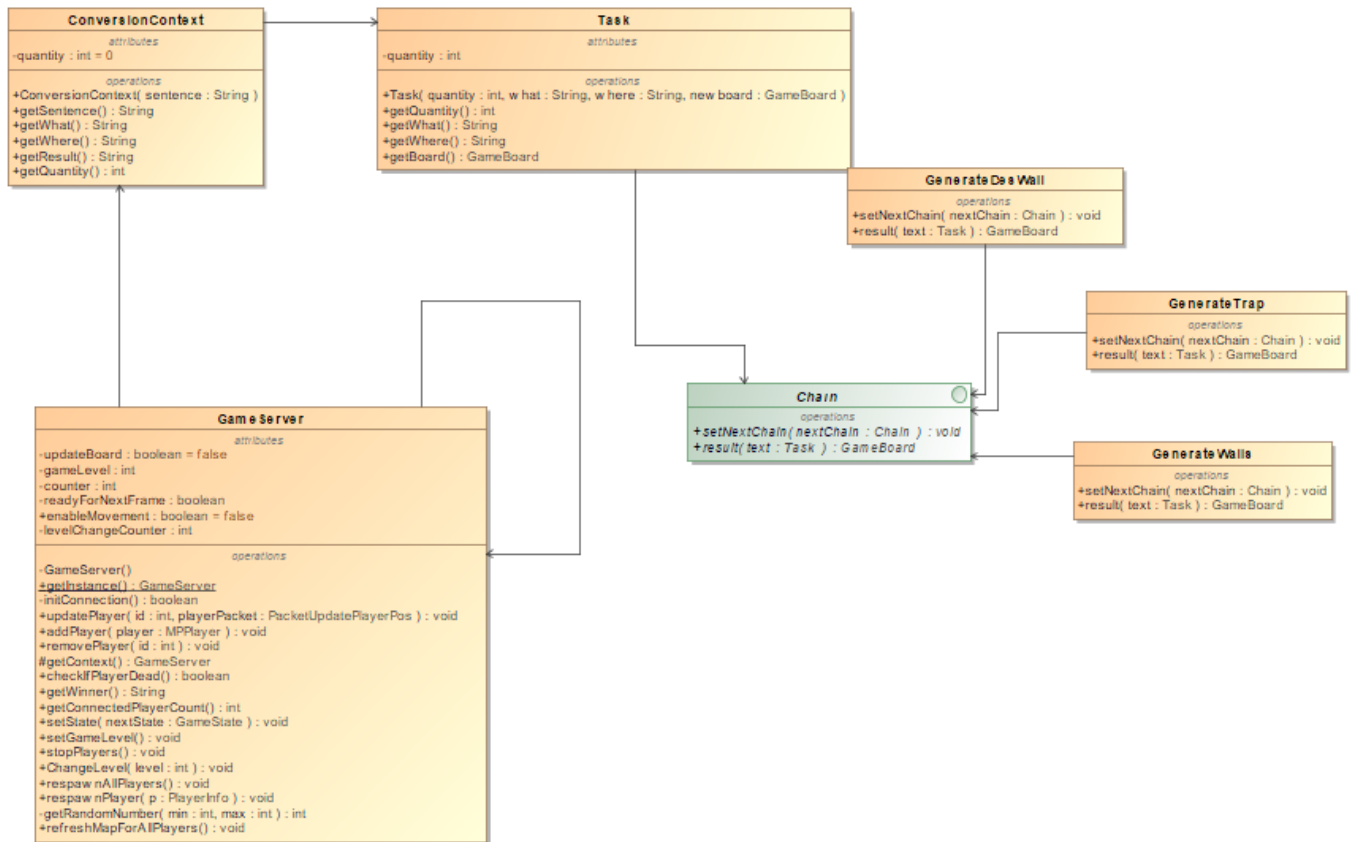 ConversionContext
attributes
-quantity : int = 0
operations
+ConversionContext( sentence : String )
+getSentence() : String
+getWhat() : String
+getWhere() : String
+getResult() : String
+getQuantity() : int
Task
attributes
-quantity : int
operations
+Task( quantity : int, what : String, where : String, new board : GameBoard )
+getQuantity() : int
+getWhat() : String
+getWhere() : String
+getBoard() : GameBoard
GenerateDesWall
operations
+setNextChain( nextChain : Chain ) : void
+result( text : Task ) : GameBoard
GenerateTrap
operations
+setNextChain( nextChain : Chain ) : void
+result( text : Task ) : GameBoard
Chain
operations
+setNextChain( nextChain : Chain ) : void
+result( text : Task ) : GameBoard
GenerateWalls
operations
+setNextChain( nextChain : Chain ) : void
+result( text : Task ) : GameBoard
GameServer
attributes
-updateBoard : boolean = false
-gameLevel : int
-counter : int
-readyForNextFrame : boolean
+enableMovement : boolean = false
-levelChangeCounter : int
operations
-GameServer()
+getInstance() : GameServer
-initConnection() : boolean
+updatePlayer( id : int, playerPacket : PacketUpdatePlayerPos ) : void
+addPlayer( player : MPPlayer ) : void
+removePlayer( id : int ) : void
#getContext() : GameServer
+checkIfPlayerDead() : boolean
+getWinner() : String
+getConnectedPlayerCount() : int
+setState( nextState : GameState ) : void
+setGameLevel() : void
+stopPlayers() : void
+ChangeLevel( level : int ) : void
+respawnAllPlayers() : void
+respawnPlayer( p : PlayerInfo ) : void
-getRandomNumber( min : int, max : int ) : int
+refreshMapForAllPlayers() : void